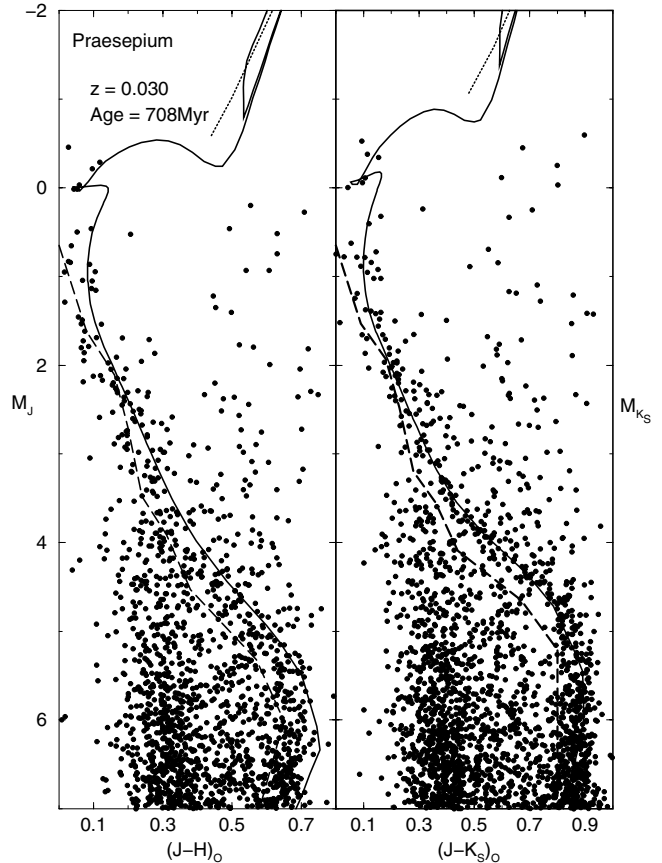 −2
Praesepium
z = 0.030
Age = 708Myr
0
2
M_J
M_{K_S}
4
6
0.1 0.3 0.5 0.7 0.1 0.3 0.5 0.7 0.9
(J−H)_O (J−K_S)_O